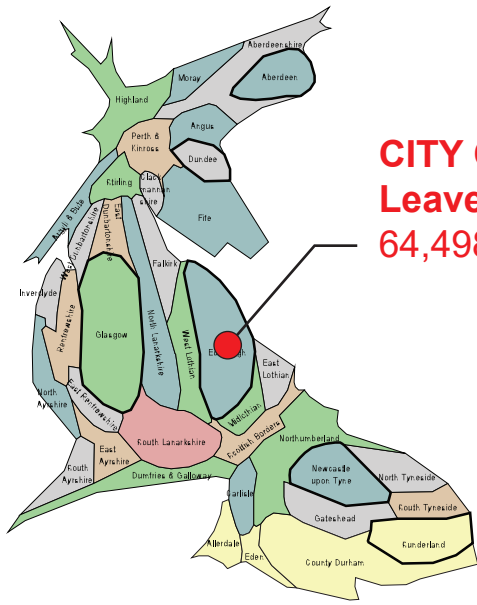 Aberdeenshire
Aberdeen
Moray
Highland
Angus
Perth &
Kinross
Dundee
Stirling
Clack
mannan
shire
Argyll & Bute
Fife
CITY
Leave
64,498
West Dunbartonshire
East
Dunbartonshire
Falkirk
Inverclyde
Renfrewshire
Glasgow
North Lanarkshire
West Lothian
Edinburgh
East
Lothian
North
Ayrshire
East Renfrewshire
Midlothian
Scottish Borders
South Lanarkshire
East
Ayrshire
South
Ayrshire
Dumfries & Galloway
Northumberland
Carlisle
Newcastle
upon Tyne
North Tyneside
South Tyneside
Gateshead
Sunderland
Allerdale
Eden
County Durham